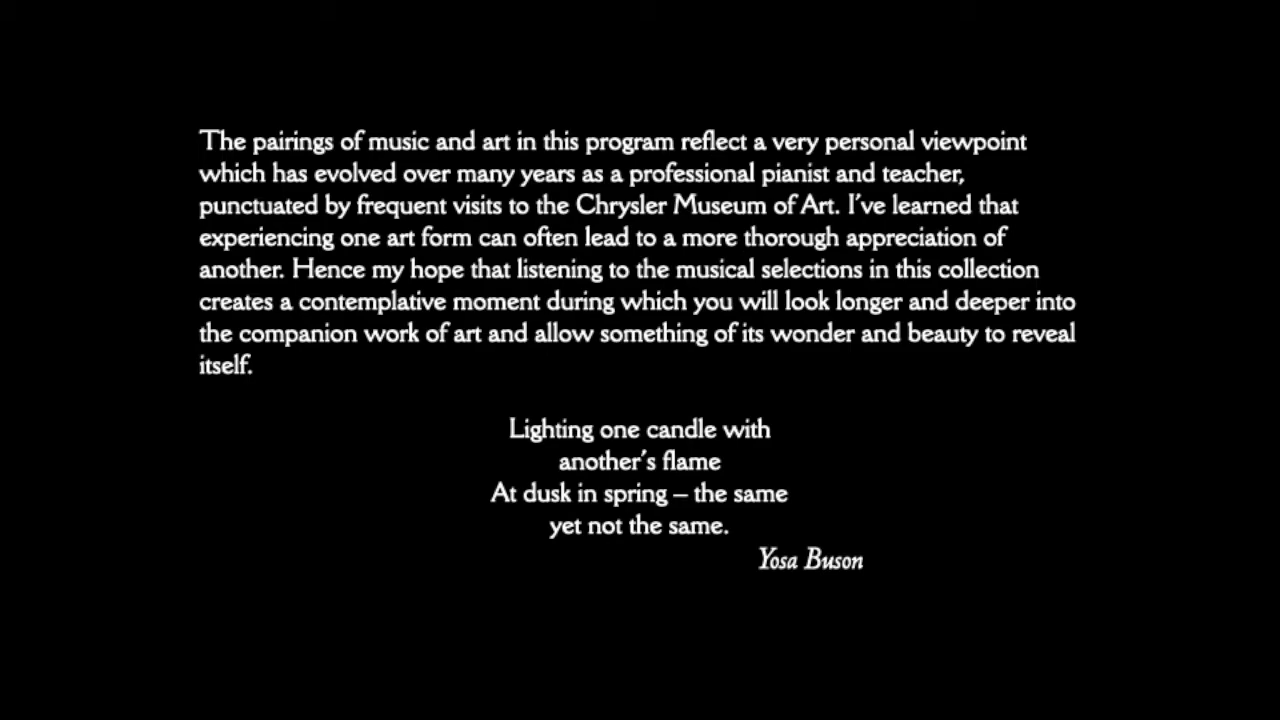 The pairings of music and art in this program reflect a very personal viewpoint
which has evolved over many years as a professional pianist and teacher,
punctuated by frequent visits to the Chrysler Museum of Art. I've learned that
experiencing one art form can often lead to a more thorough appreciation of
another. Hence my hope that listening to the musical selections in this collection
creates a contemplative moment during which you will look longer and deeper into
the companion work of art and allow something of its wonder and beauty to reveal
itself.
Lighting one candle with
another's flame
At dusk in spring – the same
yet not the same.
Yosa Buson